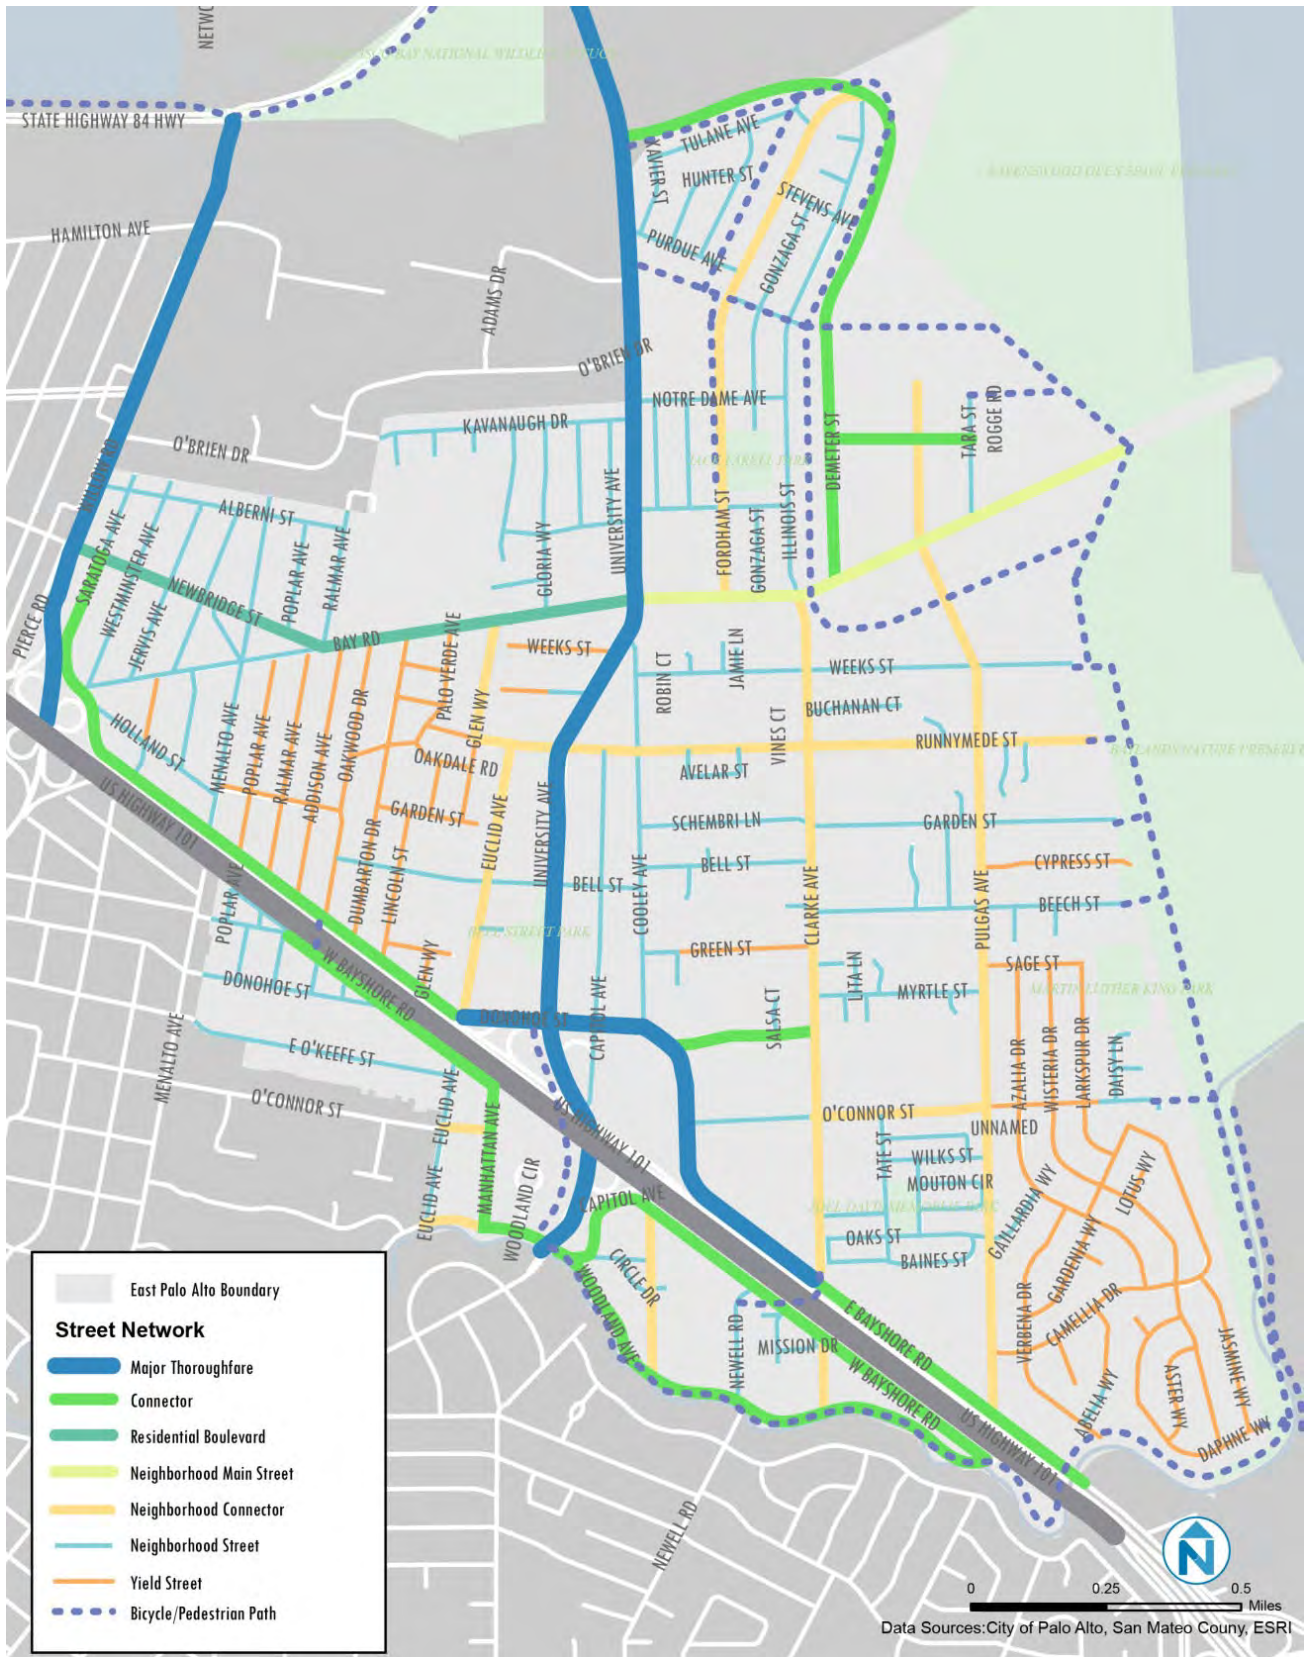 NETWO
STATE HIGHWAY 84 HWY
TULANE AVE
XAVIER ST
HUNTER ST
STEVENS AVE
PURDUE AVE
GONZAGA ST
HAMILTON AVE
ADAMS DR
O'BRIEN DR
NOTRE DAME AVE
KAVANAUGH DR
O'BRIEN DR
WILLOW RD
TARA ST
ROGGE RD
DEMETER ST
UNIVERSITY AVE
FORDHAM ST
GONZAGA ST
ILLINOIS ST
ALBERNI ST
SARATOGA AVE
WESTMINSTER AVE
JERVIS AVE
POPLAR AVE
RALMAR AVE
GLORIA WY
NEWBRIDGE ST
PIERCE RD
BAY RD
PALO VERDE AVE
WEEKS ST
ROBIN CT
JAMIE LN
WEEKS ST
BUCHANAN CT
VINES CT
RUNNYMEDE ST
HOLLAND ST
MENALTO AVE
POPLAR AVE
RALMAR AVE
ADDISON AVE
OAKWOOD DR
GLEN WY
OAKDALE RD
AVELAR ST
US HIGHWAY 101
GARDEN ST
EUCLID AVE
UNIVERSITY AVE
SCHEMBRI LN
GARDEN ST
DUMBARTON DR
LINCOLN ST
BELL ST
BELL ST
COOLEY AVE
CLARKE AVE
PULGAS AVE
CYPRESS ST
BEECH ST
POPLAR AVE
BELL STREET PARK
GREEN ST
SAGE ST
W BAYSHORE RD
GLEN WY
DONOHOE ST
LITA LN
MYRTLE ST
MARTIN LUTHER KING PARK
DONOHOE ST
CAPITOL AVE
SALSA CT
MENALTO AVE
E O'KEEFE ST
AZALIA DR
WISTERIA DR
LARKSPUR DR
DAISY LN
O'CONNOR ST
EUCLID AVE
US HIGHWAY 101
O'CONNOR ST
UNNAMED
TATE ST
WILKS ST
MOUTON CIR
MANHATTAN AVE
EUCLID AVE
WOODLAND CIR
CAPITOL AVE
GAILLARDIA WY
LOTUS WY
OAKS ST
BAINES ST
GARDENIA WY
CIRCLE DR
WOODLAND AVE
NEWELL RD
MISSION DR
E BAYSHORE RD
W BAYSHORE RD
VERBENA DR
CAMELLIA DR
ABELIA WY
ASTER WY
JASMINE WY
DAPHNE WY
US HIGHWAY 101
NEWELL RD
East Palo Alto Boundary
Street Network
Major Thoroughfare
Connector
Residential Boulevard
Neighborhood Main Street
Neighborhood Connector
Neighborhood Street
Yield Street
Bicycle/Pedestrian Path
N
0 0.25 0.5
Miles
Data Sources:City of Palo Alto, San Mateo Couny, ESRI